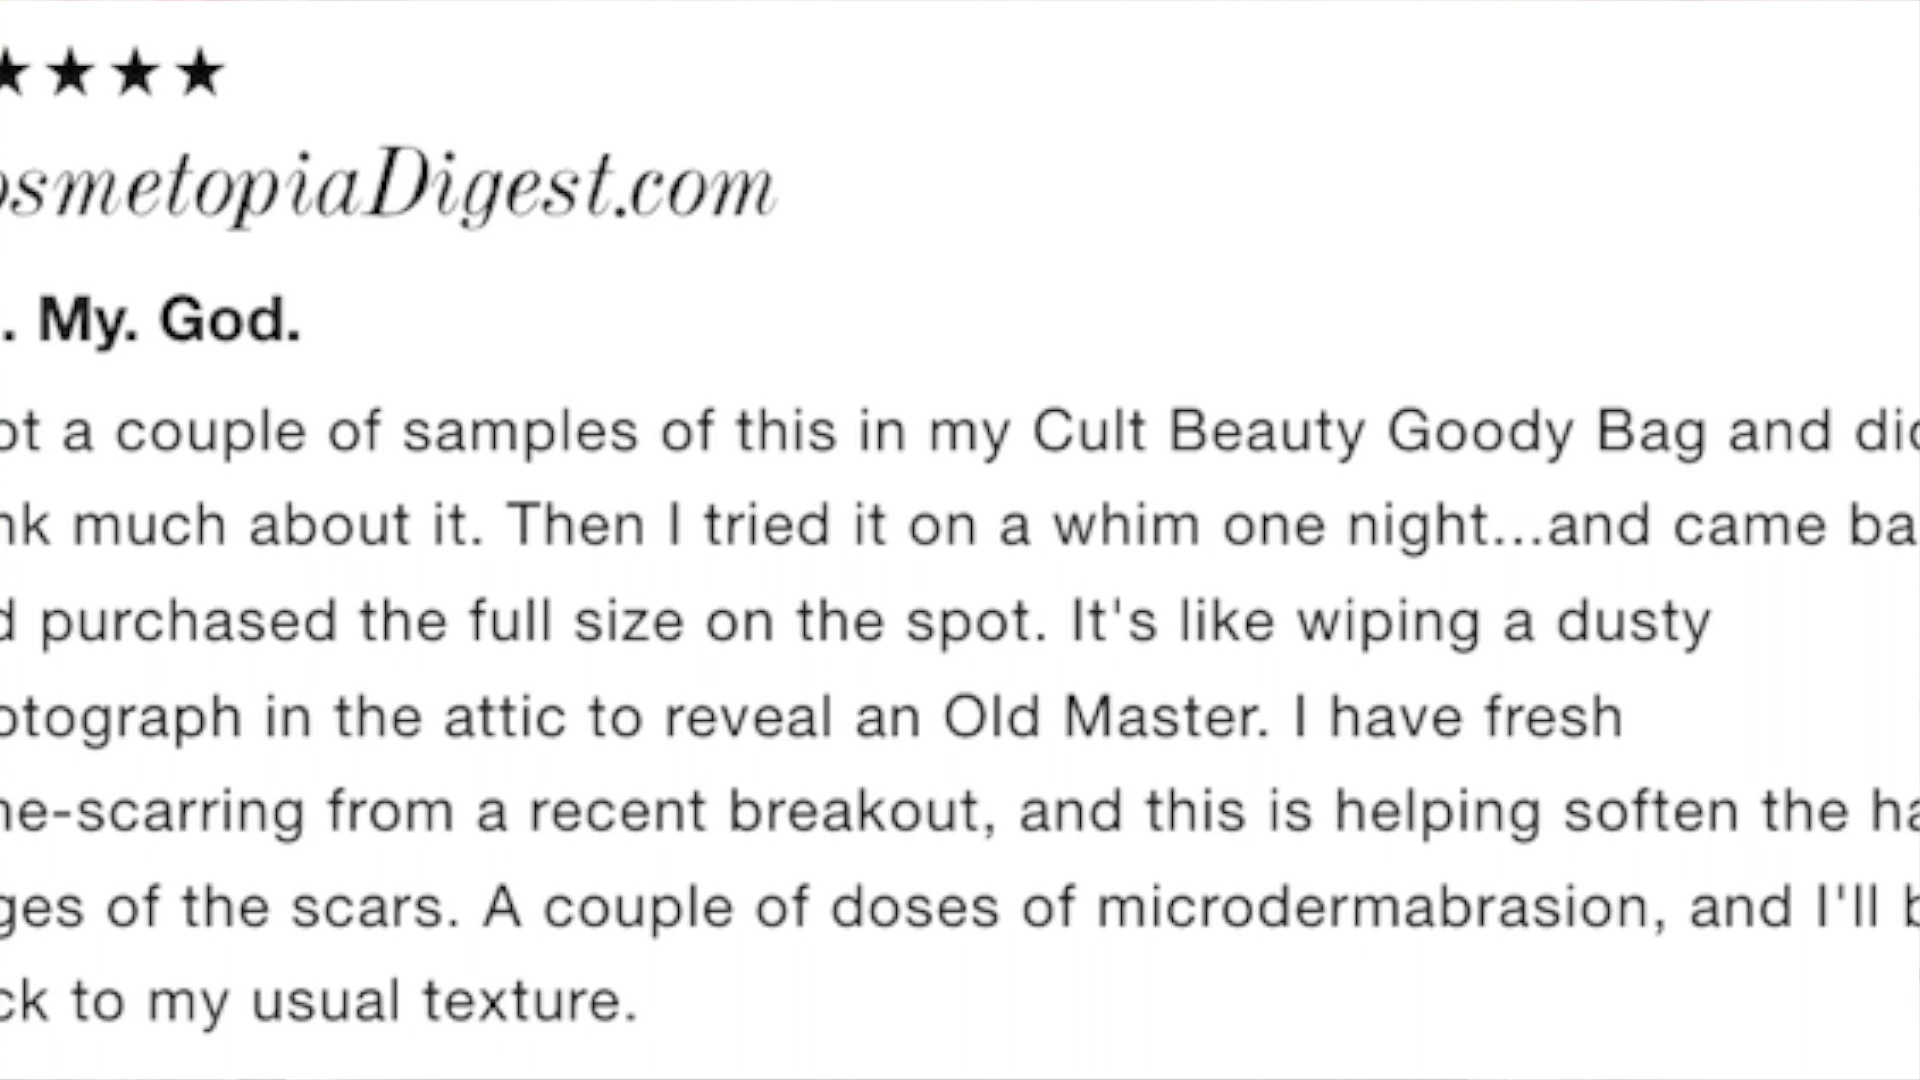 ★★★★
osmetopiaDigest.com
. My. God.
ot a couple of samples of this in my Cult Beauty Goody Bag and did
nk much about it. Then I tried it on a whim one night...and came ba
d purchased the full size on the spot. It's like wiping a dusty
otograph in the attic to reveal an Old Master. I have fresh
ne-scarring from a recent breakout, and this is helping soften the ha
ges of the scars. A couple of doses of microdermabrasion, and I'll b
ck to my usual texture.